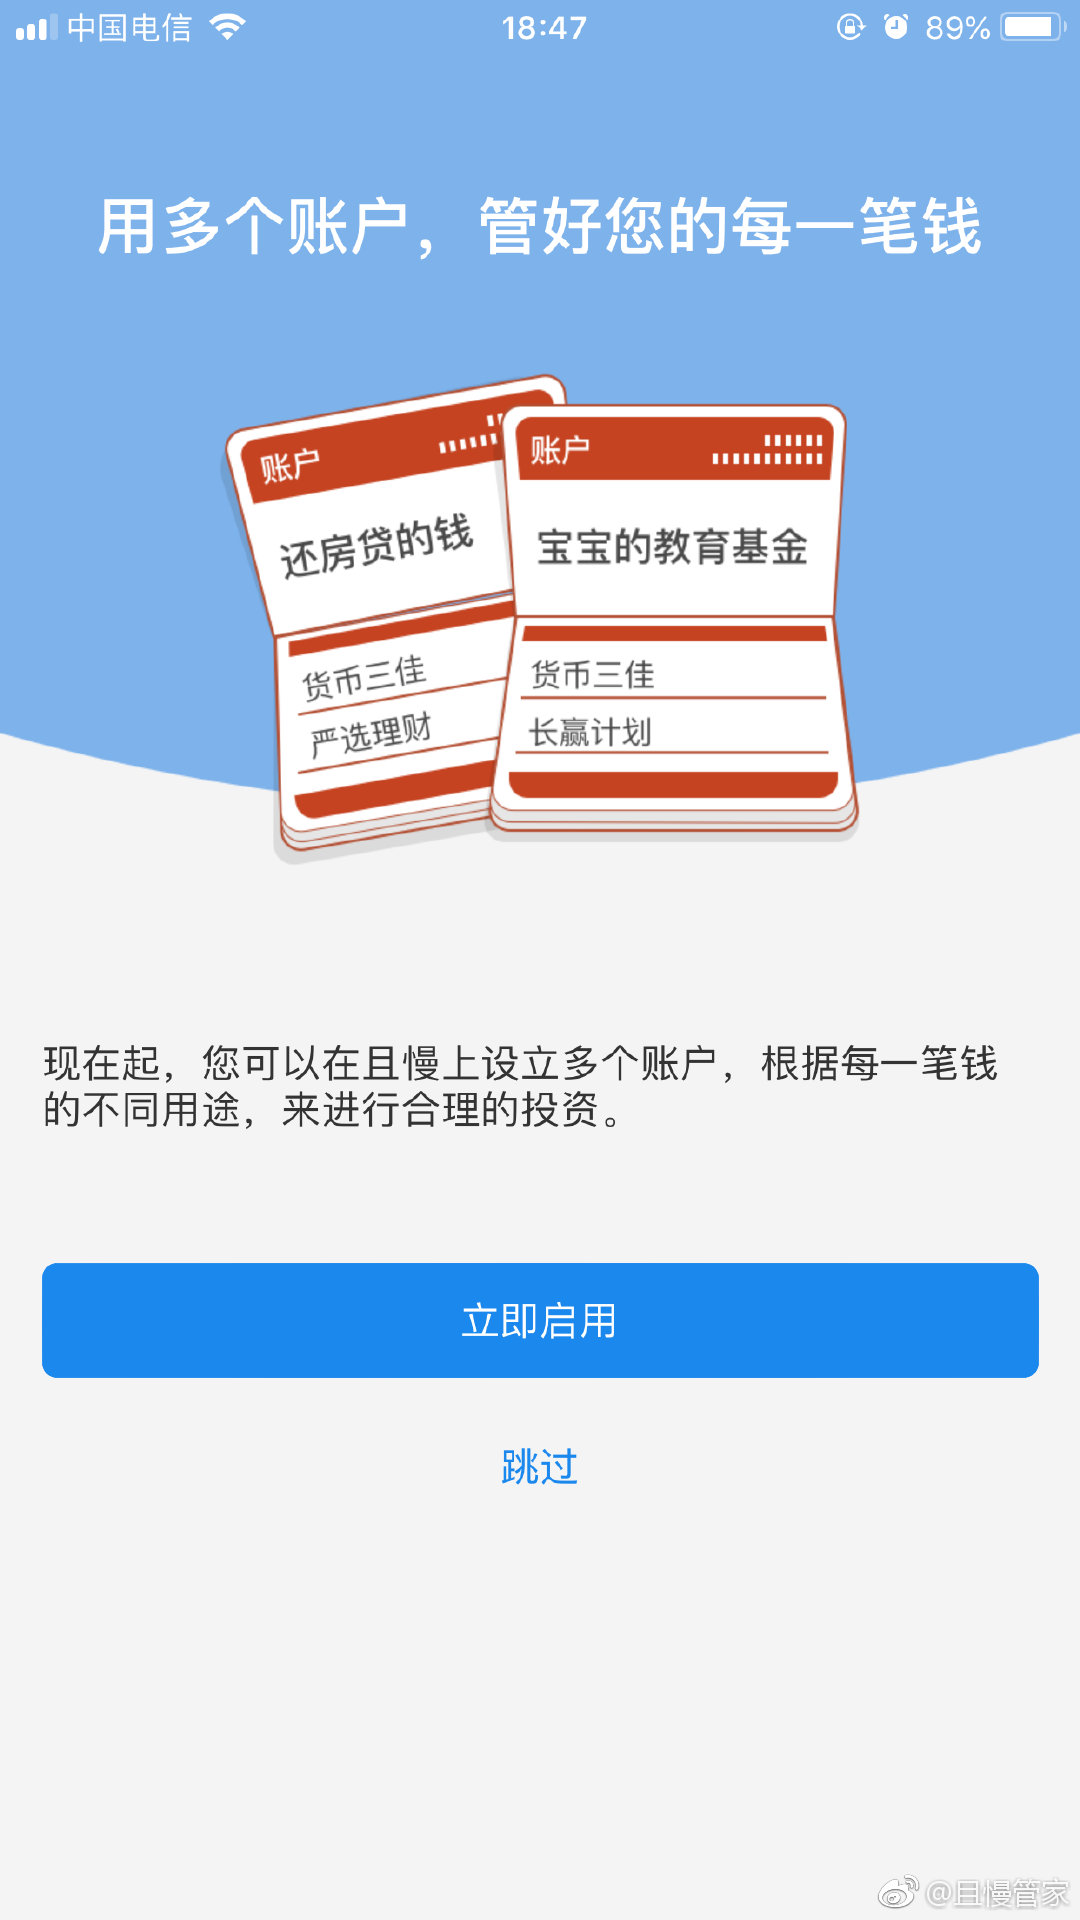 中国电信 18:47 89%
用多个账户，管好您的每一笔钱
账户
还房贷的钱
货币三佳
严选理财
账户
宝宝的教育基金
货币三佳
长赢计划
现在起，您可以在且慢上设立多个账户，根据每一笔钱
的不同用途，来进行合理的投资。
立即启用
跳过
@且慢管家